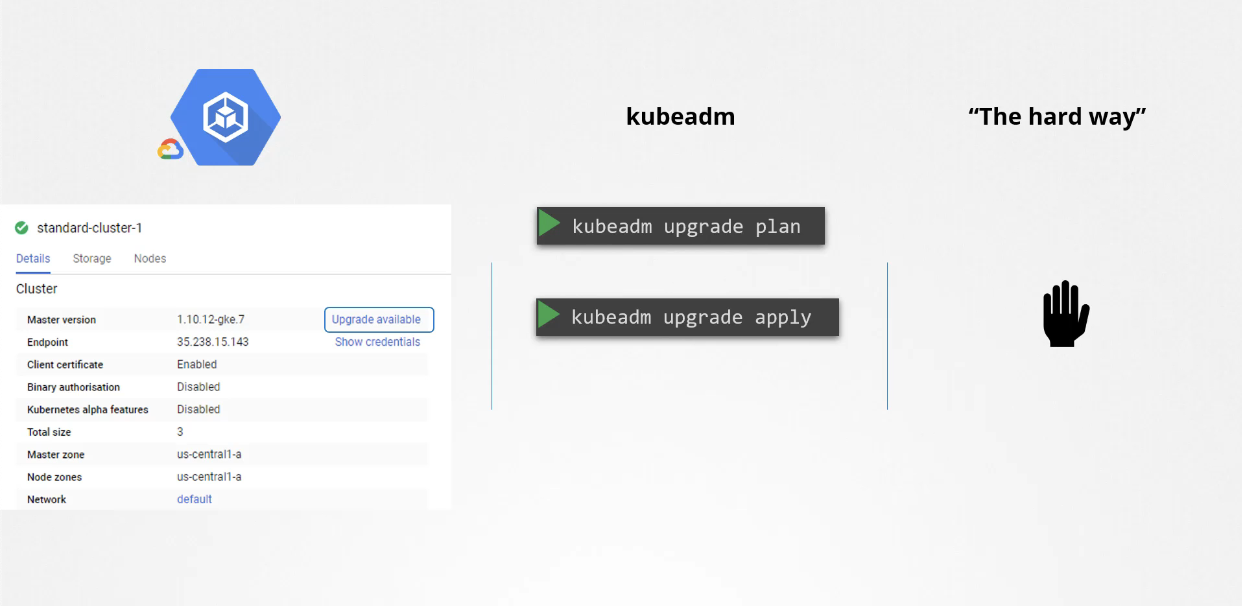 kubeadm
“The hard way”
standard-cluster-1
Details Storage Nodes
Cluster
Master version 1.10.12-gke.7 Upgrade available
Endpoint 35.238.15.143 Show credentials
Client certificate Enabled
Binary authorisation Disabled
Kubernetes alpha features Disabled
Total size 3
Master zone us-central1-a
Node zones us-central1-a
Network default
kubeadm upgrade plan
kubeadm upgrade apply